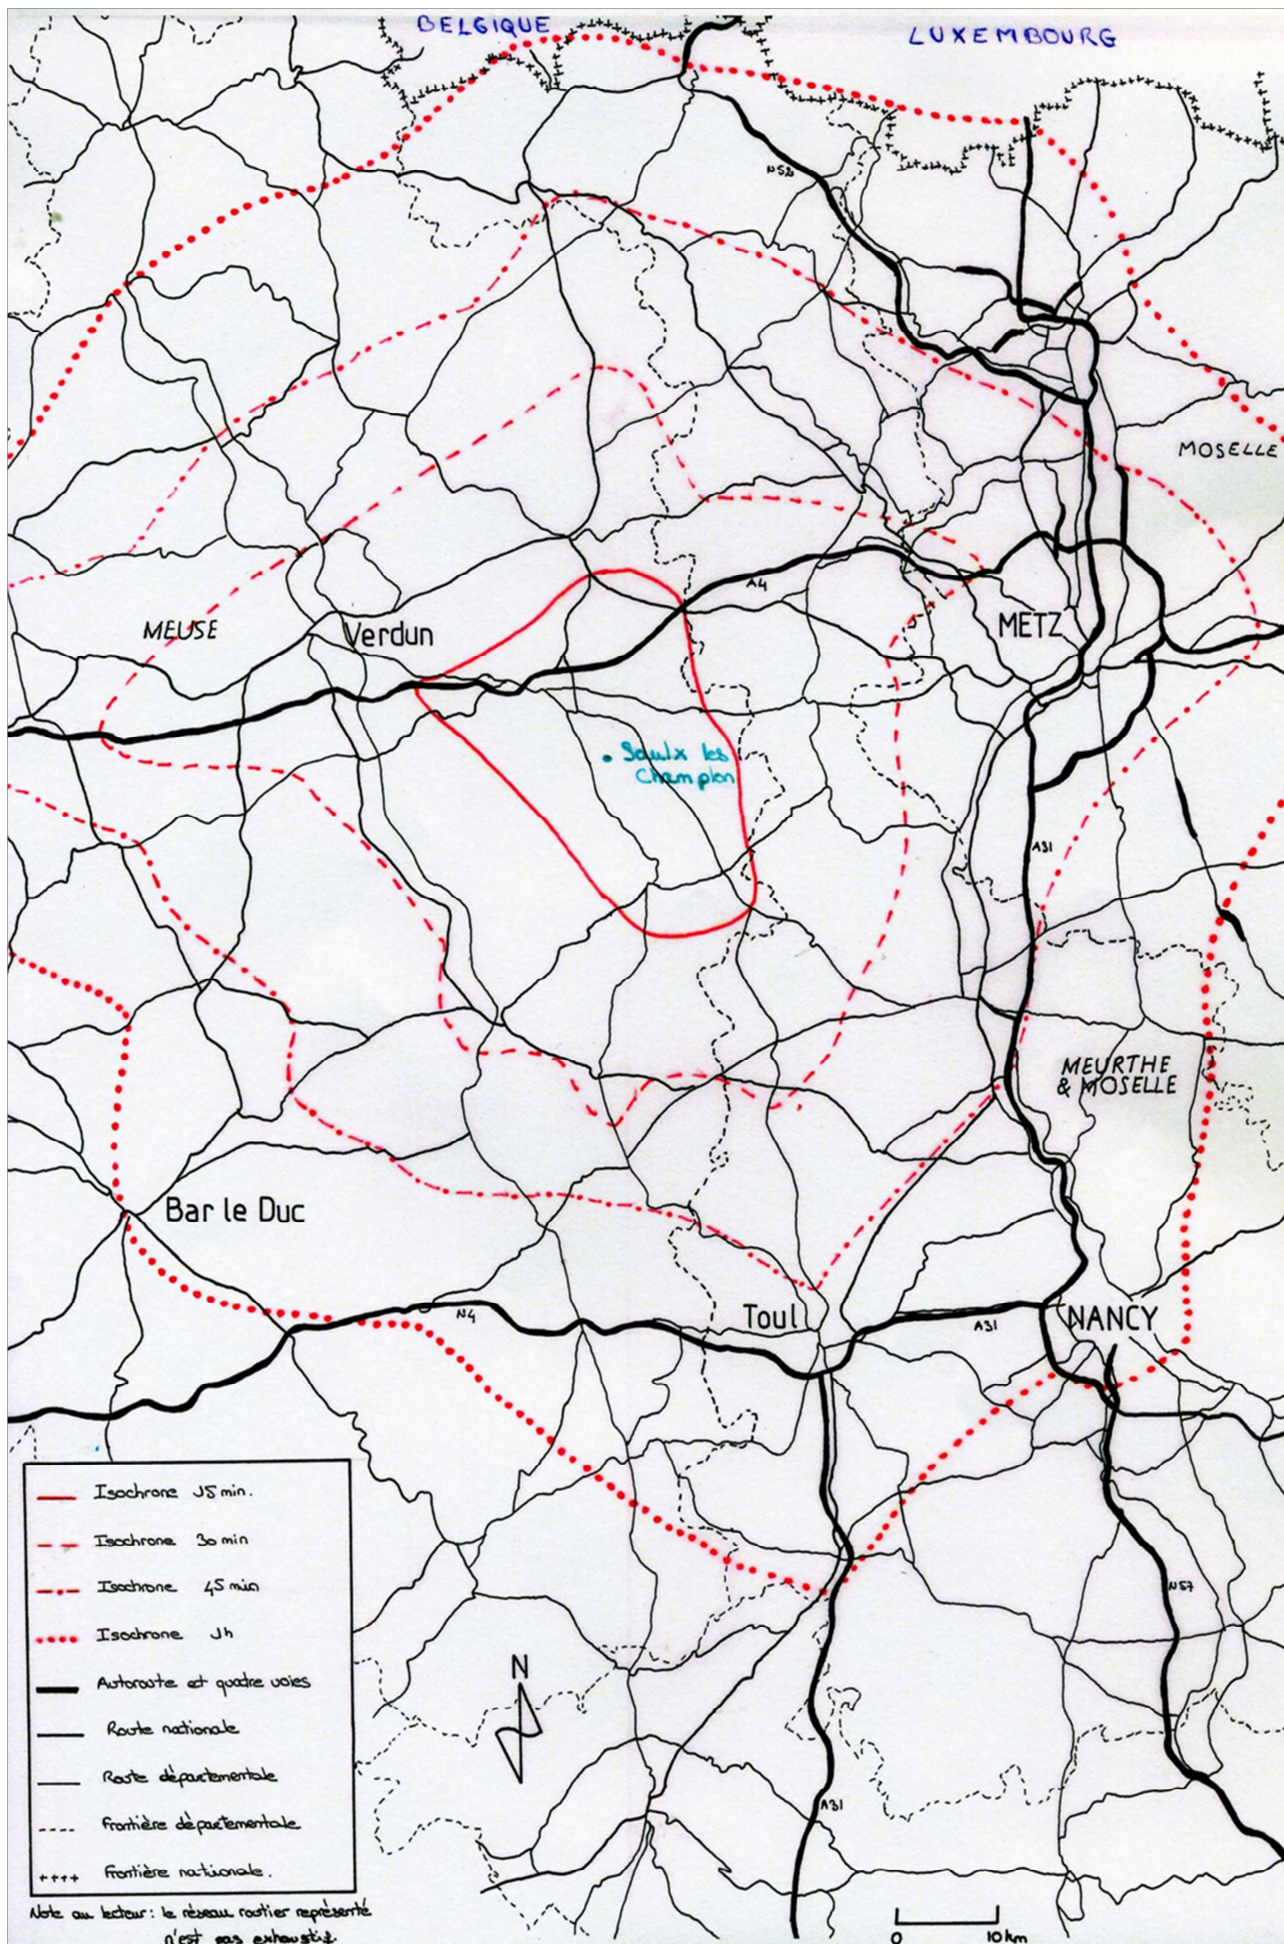 BELGIQUE
LUXEMBOURG
N52
MOSELLE
A4
MEUSE
Verdun
METZ
Saulx les
Champlon
A31
MEURTHE
& MOSELLE
Bar le Duc
N4
Toul
A31
NANCY
Isochrone 15 min.
Isochrone 30 min
Isochrone 45 min
Isochrone 1h
Autoroute et quatre voies
Route nationale
Route départementale
Frontière départementale
Frontière nationale.
N57
N
A31
Note au lecteur: le réseau routier représenté
n'est pas exhaustif.
0 10km